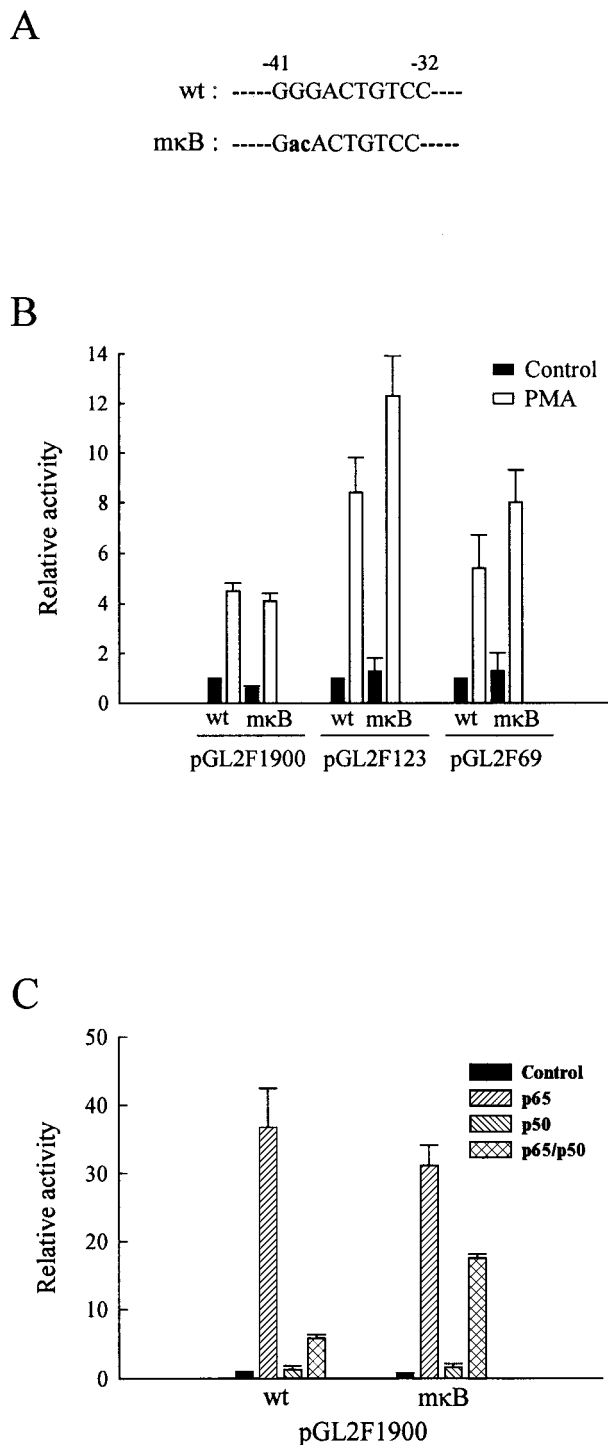 A
-41 -32
wt : -----GGGACTGTCC----
mκB : -----GacACTGTCC-----
B
14
12
10
8
6
4
2
0
Relative activity
Control
PMA
wt mκB wt mκB wt mκB
pGL2F1900 pGL2F123 pGL2F69
C
50
40
30
20
10
0
Relative activity
Control
p65
p50
p65/p50
wt mκB
pGL2F1900